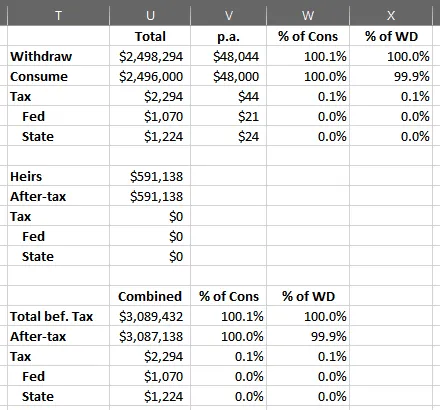 T U V W X
Total p.a. % of Cons % of WD
Withdraw $2,498,294 $48,044 100.1% 100.0%
Consume $2,496,000 $48,000 100.0% 99.9%
Tax $2,294 $44 0.1% 0.1%
Fed $1,070 $21 0.0% 0.0%
State $1,224 $24 0.0% 0.0%
Heirs $591,138
After-tax $591,138
Tax $0
Fed $0
State $0
Combined % of Cons % of WD
Total bef. Tax $3,089,432 100.1% 100.0%
After-tax $3,087,138 100.0% 99.9%
Tax $2,294 0.1% 0.1%
Fed $1,070 0.0% 0.0%
State $1,224 0.0% 0.0%